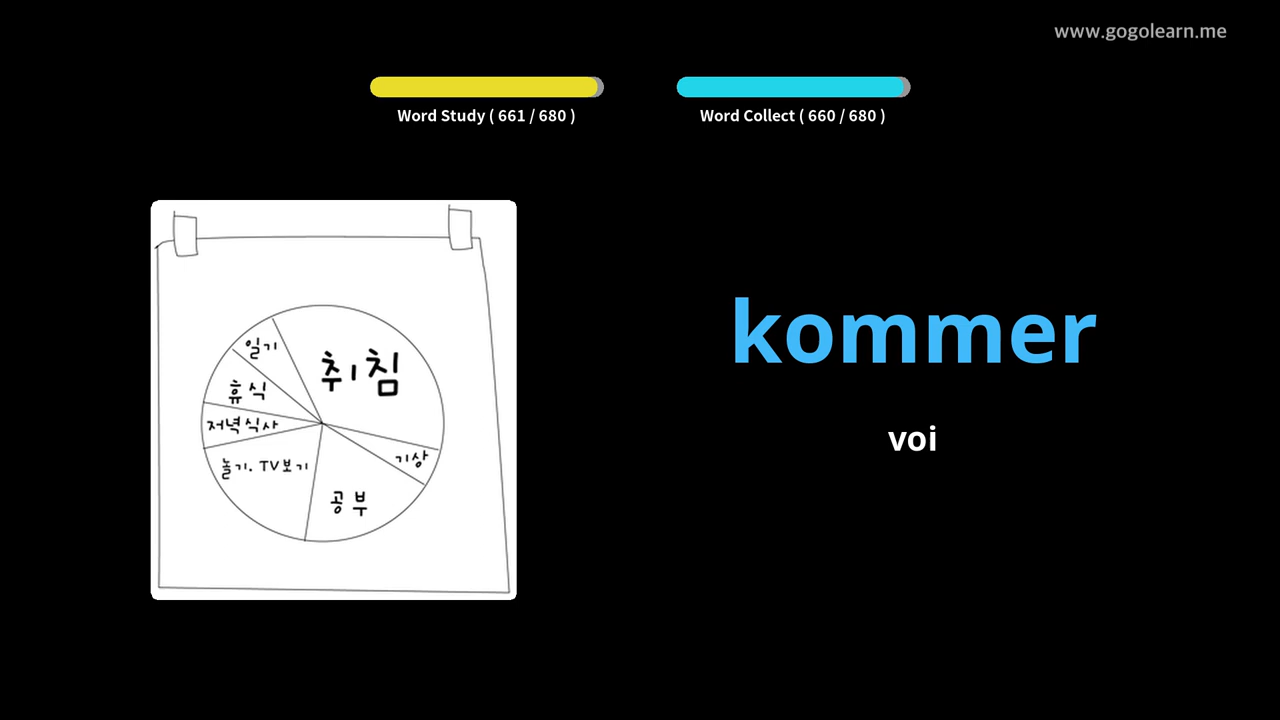 www.gogolearn.me
Word Study ( 661 / 680 )
Word Collect ( 660 / 680 )
일기
취침
휴식
저녁식사
놀기. TV보기
기상
공부
kommer
voi